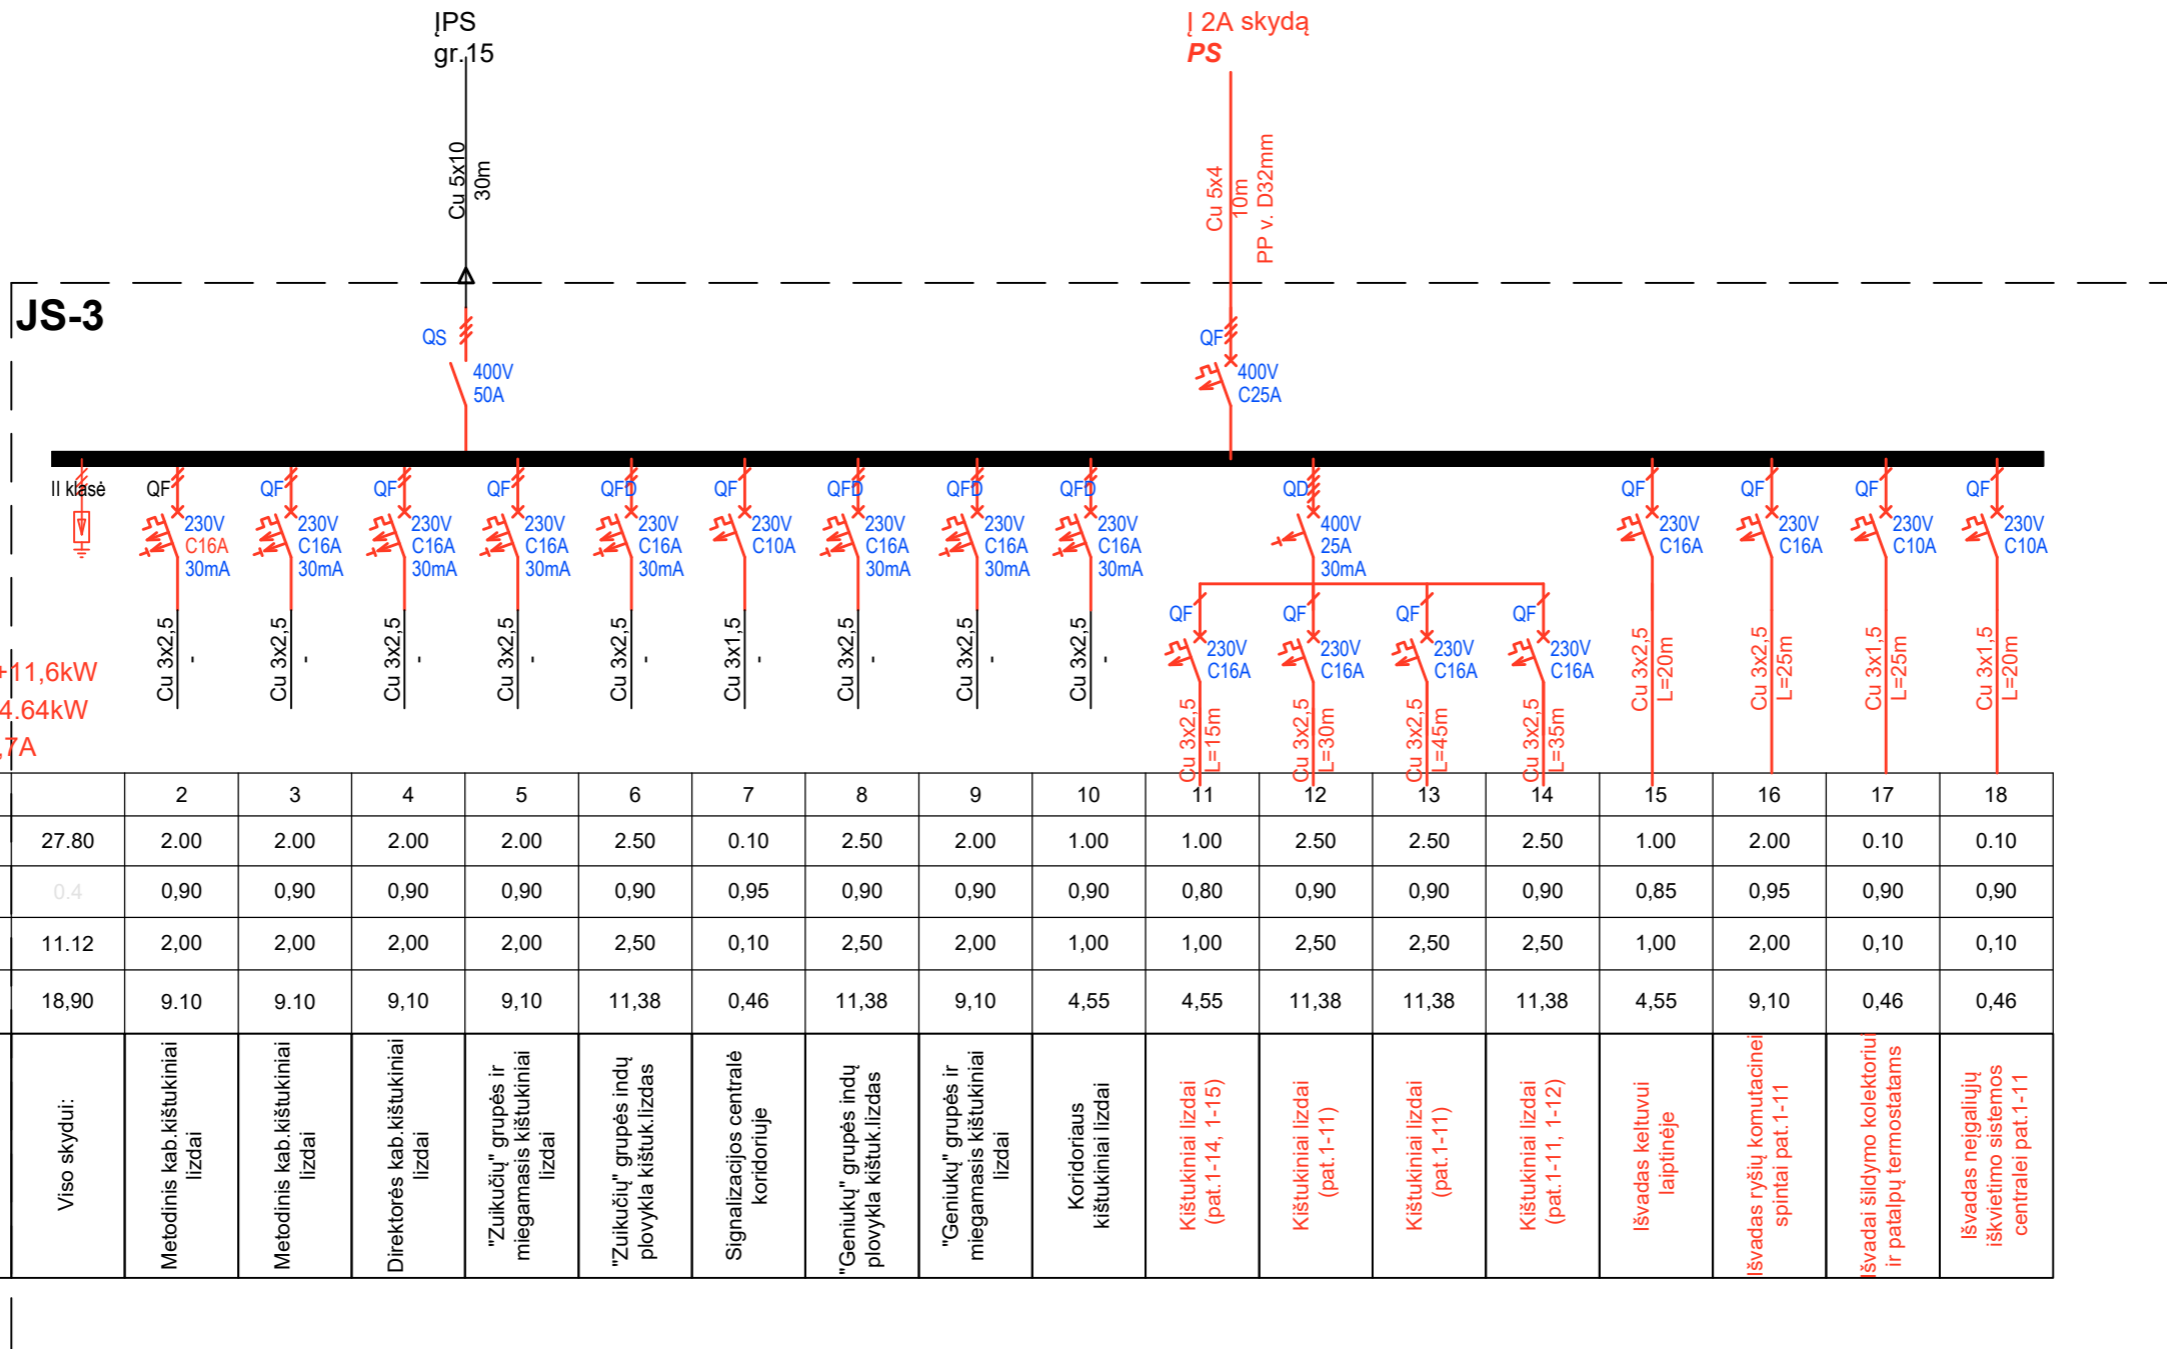 ĮPS
gr.15
Cu 5x10
30m
Į 2A skydą
PS
Cu 5x4
10m
PP v. D32mm
JS-3
QS
400V
50A
QF
400V
C25A
II klasė
QF
230V
C16A
30mA
Cu 3x2,5
-
QF
230V
C16A
30mA
Cu 3x2,5
-
QF
230V
C16A
30mA
Cu 3x2,5
-
QF
230V
C16A
30mA
Cu 3x2,5
-
QFD
230V
C16A
30mA
Cu 3x2,5
-
QF
230V
C10A
Cu 3x1,5
-
QFD
230V
C16A
30mA
Cu 3x2,5
-
QFD
230V
C16A
30mA
Cu 3x2,5
-
QFD
230V
C16A
30mA
Cu 3x2,5
-
QD
400V
25A
30mA
QF
230V
C16A
Cu 3x2,5
L=15m
QF
230V
C16A
Cu 3x2,5
L=30m
QF
230V
C16A
Cu 3x2,5
L=45m
QF
230V
C16A
Cu 3x2,5
L=35m
QF
230V
C16A
Cu 3x2,5
L=20m
QF
230V
C16A
Cu 3x2,5
L=25m
QF
230V
C10A
Cu 3x1,5
L=25m
QF
230V
C10A
Cu 3x1,5
L=20m
+11,6kW
4.64kW
,7A
2 3 4 5 6 7 8 9 10 11 12 13 14 15 16 17 18
27.80 2.00 2.00 2.00 2.00 2.50 0.10 2.50 2.00 1.00 1.00 2.50 2.50 2.50 1.00 2.00 0.10 0.10
0.4 0,90 0,90 0,90 0,90 0,90 0,95 0,90 0,90 0,90 0,80 0,90 0,90 0,90 0,85 0,95 0,90 0,90
11.12 2,00 2,00 2,00 2,00 2,50 0,10 2,50 2,00 1,00 1,00 2,50 2,50 2,50 1,00 2,00 0,10 0,10
18,90 9.10 9.10 9,10 9,10 11,38 0,46 11,38 9,10 4,55 4,55 11,38 11,38 11,38 4,55 9,10 0,46 0,46
Viso skydui:
Metodinis kab.kištukiniai
lizdai
Metodinis kab.kištukiniai
lizdai
Direktorės kab.kištukiniai
lizdai
"Zuikučių" grupės ir
miegamasis kištukiniai
lizdai
"Zuikučių" grupės indų
plovykla kištuk.lizdas
Signalizacijos centralė
koridoriuje
"Geniukų" grupės indų
plovykla kištuk.lizdas
"Geniukų" grupės ir
miegamasis kištukiniai
lizdai
Koridoriaus
kištukiniai lizdai
Kištukiniai lizdai
(pat.1-14, 1-15)
Kištukiniai lizdai
(pat.1-11)
Kištukiniai lizdai
(pat.1-11)
Kištukiniai lizdai
(pat.1-11, 1-12)
Išvadas keltuvui
laiptinėje
Išvadas ryšių komutacinei
spintai pat.1-11
Išvadai šildymo kolektoriui
ir patalpų termostatams
Išvadas neįgaliųjų
iškvietimo sistemos
centralei pat.1-11